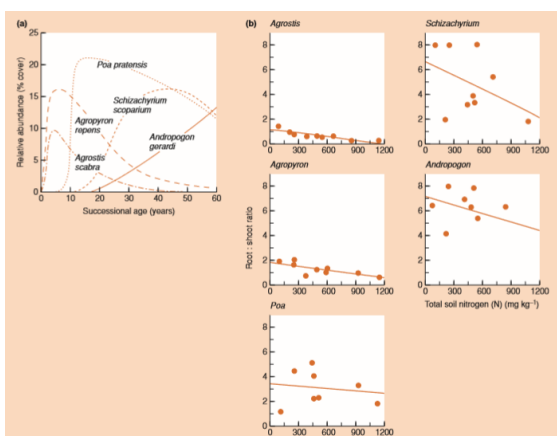 (a)
Relative abundance (% cover)
25
20
15
10
5
0
Poa pratensis
Schizachyrium
scoparium
Agropyron
repens
Andropogon
gerardi
Agrostis
scabra
0 10 20 30 40 50 60
Successional age (years)
(b)
Agrostis
8
6
4
2
0
0 300 600 900 1200
Schizachyrium
8
6
4
2
0
0 300 600 900 1200
Root : shoot ratio
Agropyron
8
6
4
2
0
0 300 600 900 1200
Andropogon
8
6
4
2
0
0 300 600 900 1200
Total soil nitrogen (N) (mg kg⁻¹)
Poa
8
6
4
2
0
0 300 600 900 1200